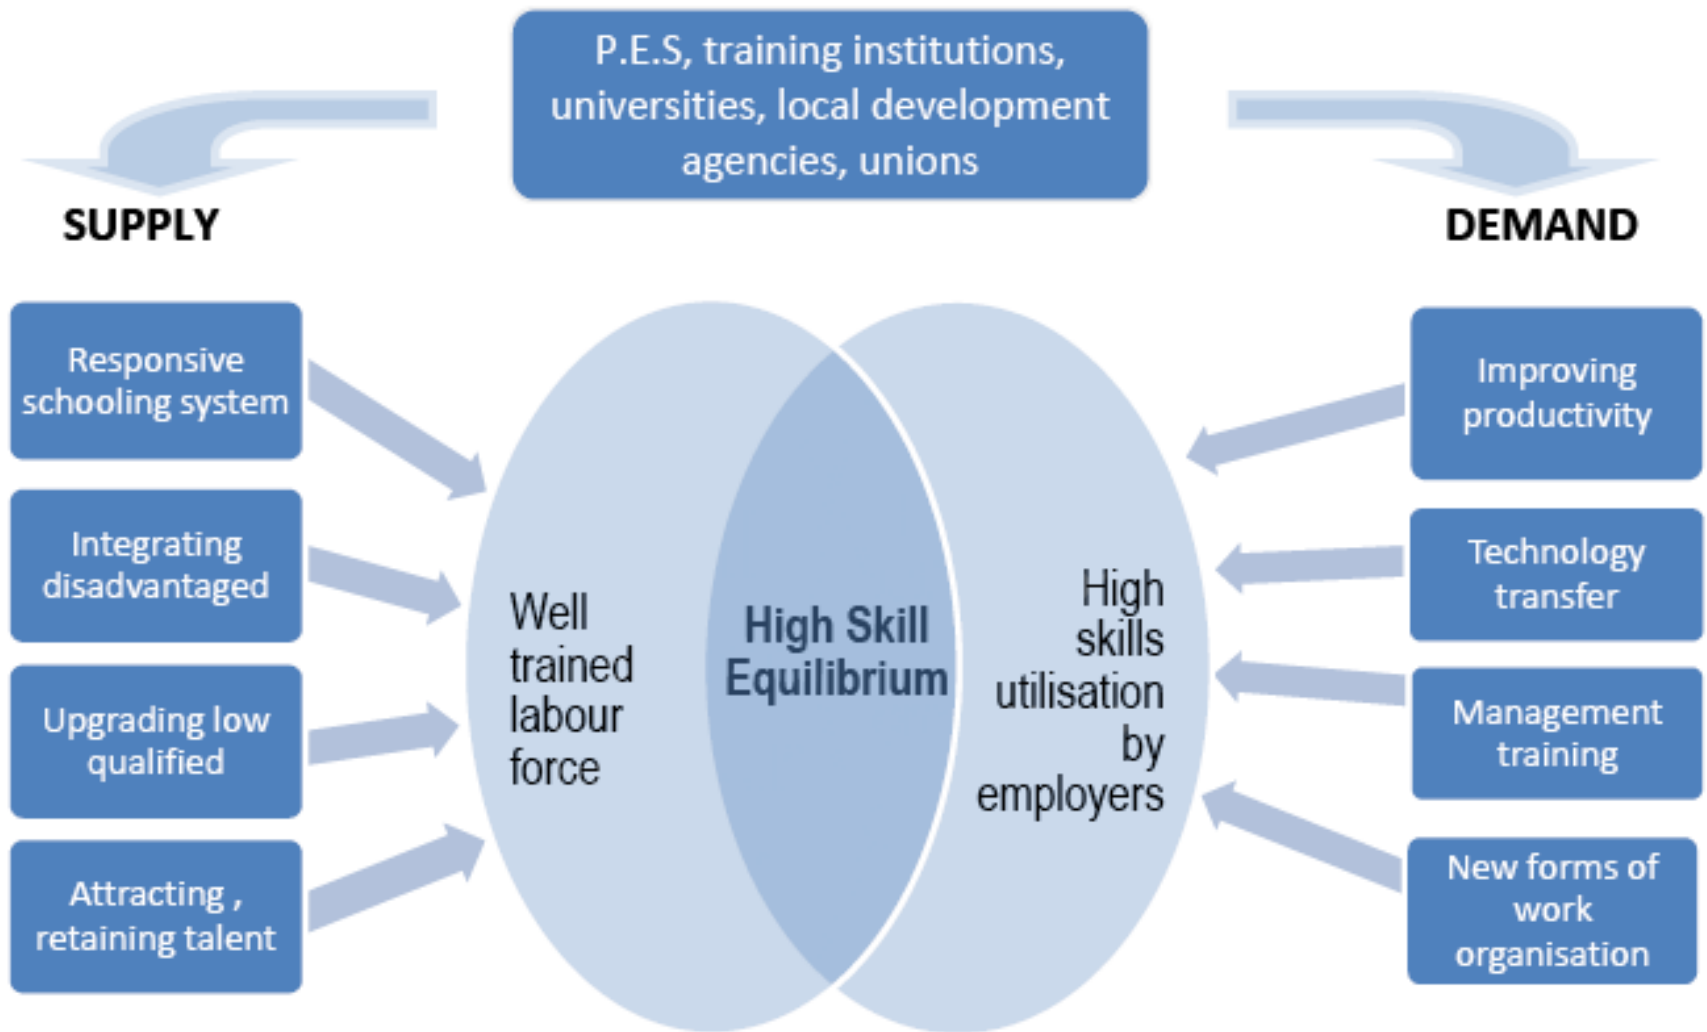 P.E.S, training institutions,
universities, local development
agencies, unions
SUPPLY
DEMAND
Responsive
schooling system
Integrating
disadvantaged
Upgrading low
qualified
Attracting ,
retaining talent
Well
trained
labour
force
High Skill
Equilibrium
High
skills
utilisation
by
employers
Improving
productivity
Technology
transfer
Management
training
New forms of
work
organisation